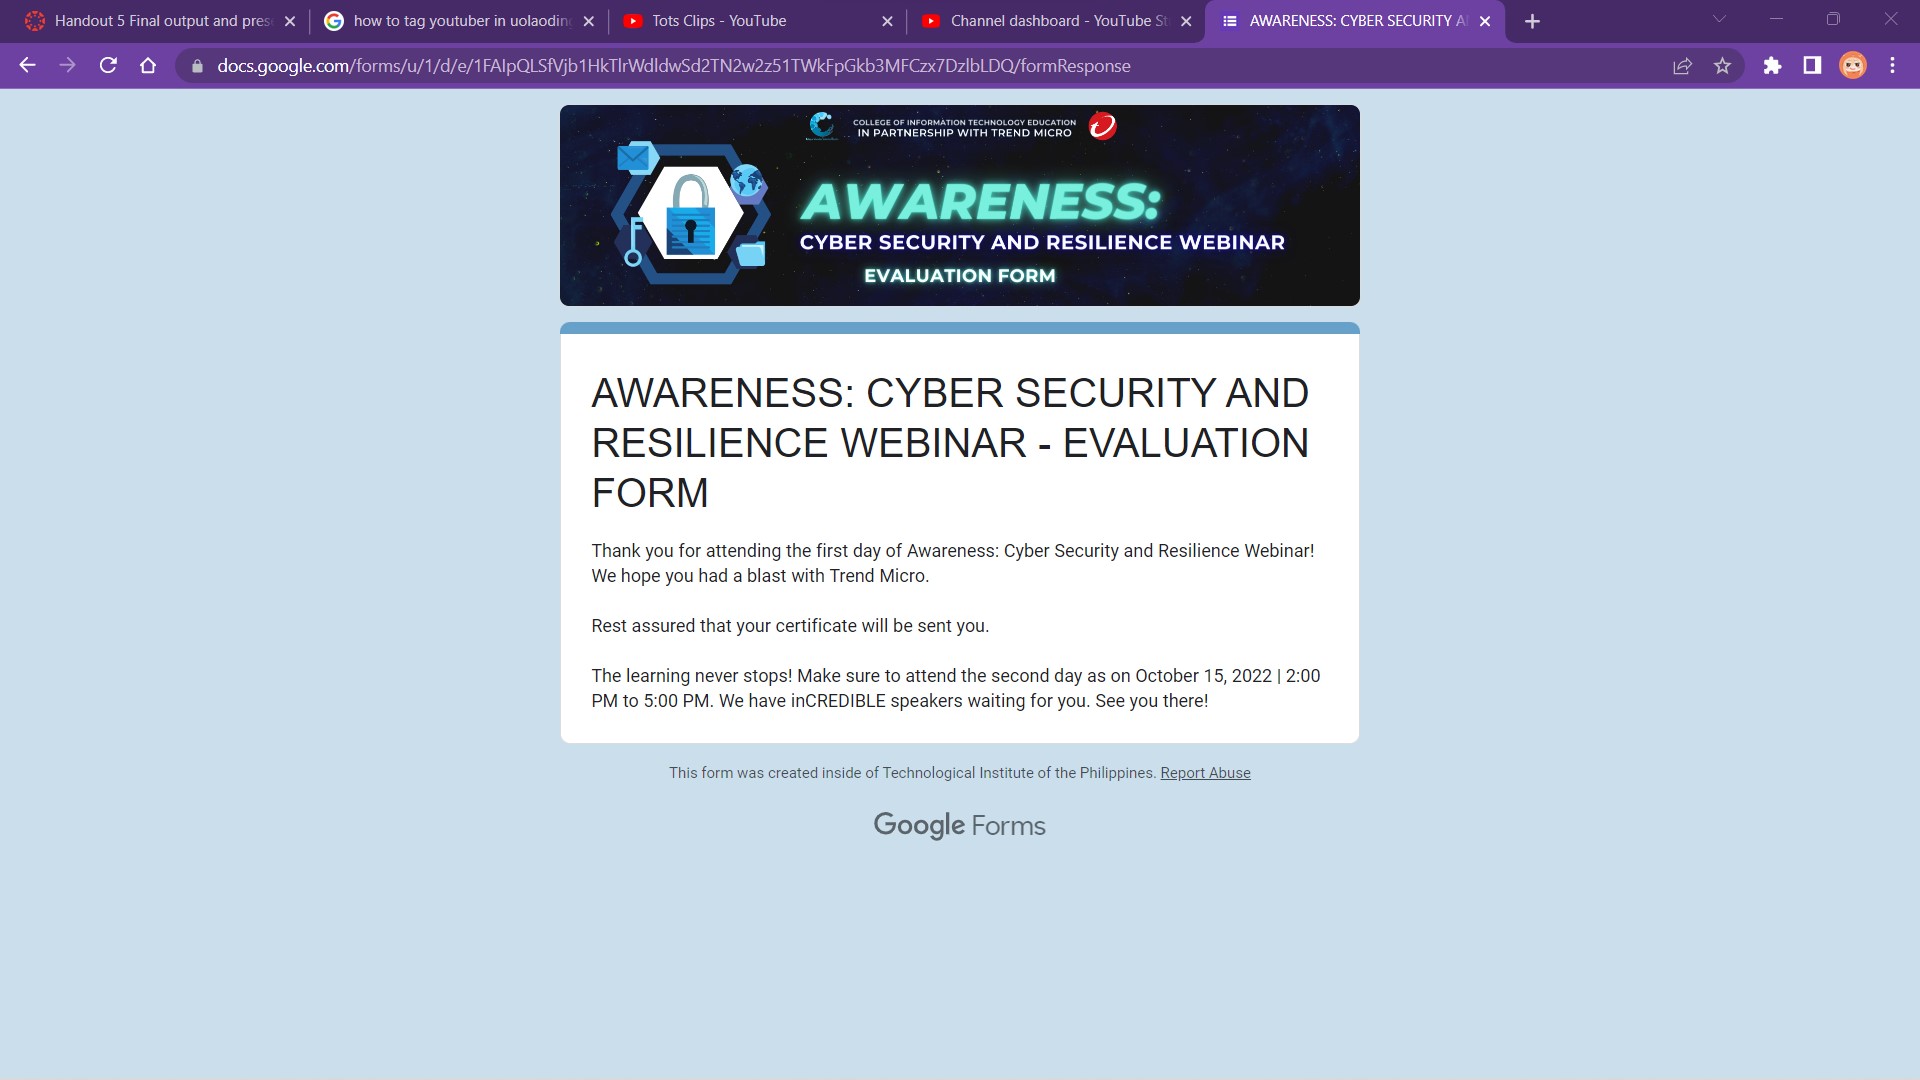 Handout 5 Final output and pres
how to tag youtuber in uolaoding
Tots Clips - YouTube
Channel dashboard - YouTube St
AWARENESS: CYBER SECURITY A
docs.google.com/forms/u/1/d/e/1FAIpQLSfVjb1HkTlrWdIdwSd2TN2w2z51TWkFpGkb3MFCzx7DzlbLDQ/formResponse
COLLEGE OF INFORMATION TECHNOLOGY EDUCATION
IN PARTNERSHIP WITH TREND MICRO
AWARENESS:
CYBER SECURITY AND RESILIENCE WEBINAR
EVALUATION FORM
AWARENESS: CYBER SECURITY AND
RESILIENCE WEBINAR - EVALUATION
FORM
Thank you for attending the first day of Awareness: Cyber Security and Resilience Webinar!
We hope you had a blast with Trend Micro.
Rest assured that your certificate will be sent you.
The learning never stops! Make sure to attend the second day as on October 15, 2022 | 2:00
PM to 5:00 PM. We have inCREDIBLE speakers waiting for you. See you there!
This form was created inside of Technological Institute of the Philippines. Report Abuse
Google Forms